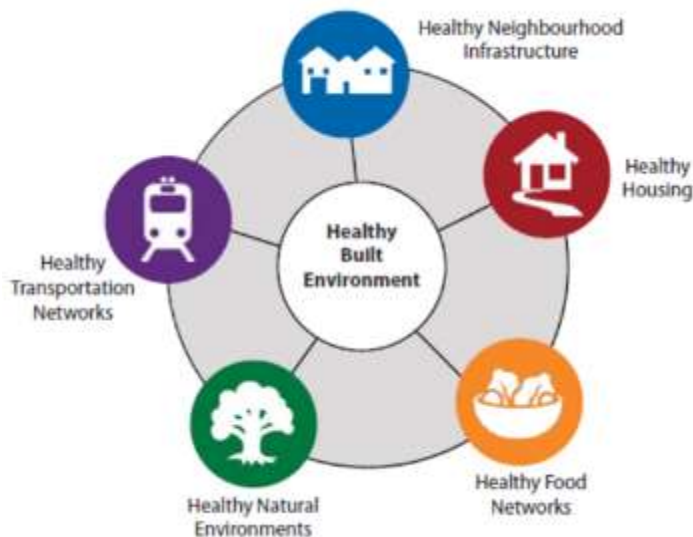 Healthy Neighbourhood
Infrastructure
Healthy
Housing
Healthy
Built
Environment
Healthy
Transportation
Networks
Healthy Food
Networks
Healthy Natural
Environments